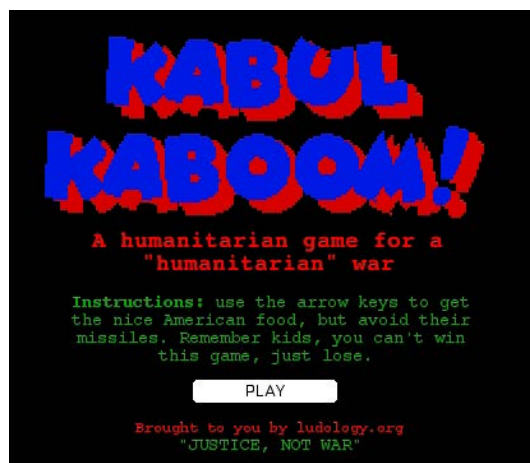 KABUL
KABOOM!
A humanitarian game for a
"humanitarian" war
Instructions: use the arrow keys to get
the nice American food, but avoid their
missiles. Remember kids, you can't win
this game, just lose.
PLAY
Brought to you by ludology.org
"JUSTICE, NOT WAR"